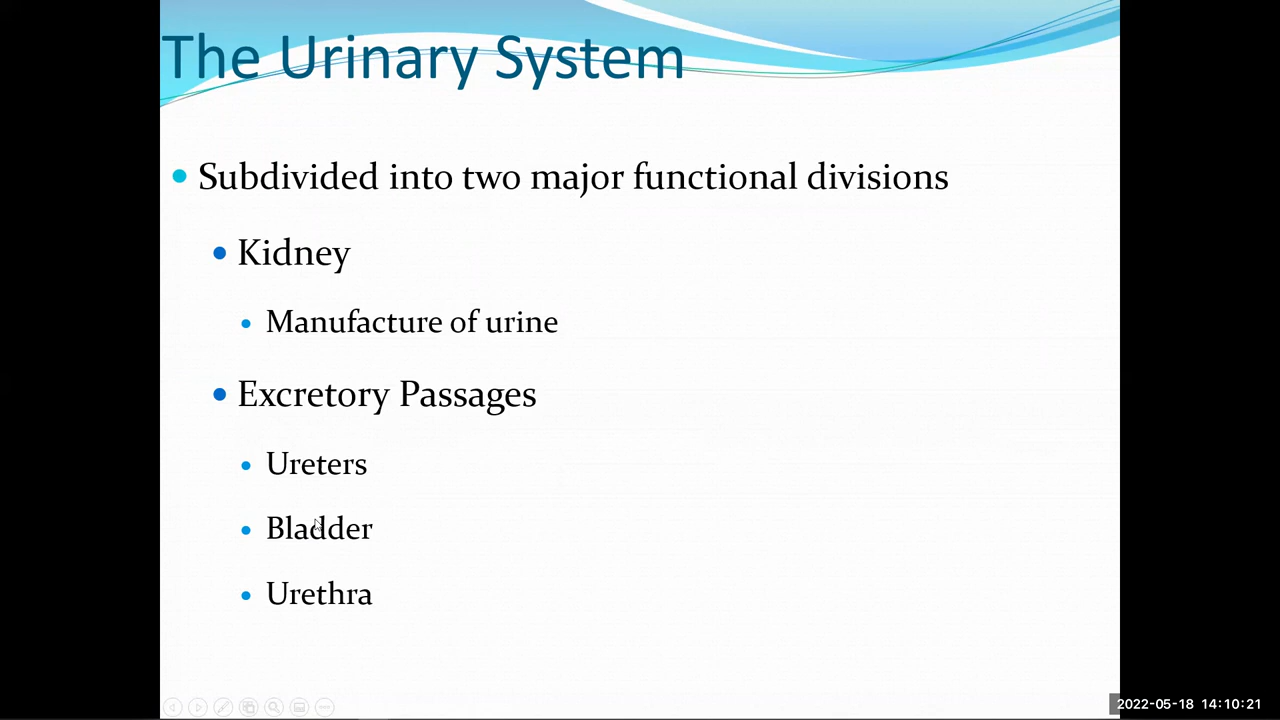 The Urinary System
Subdivided into two major functional divisions
Kidney
Manufacture of urine
Excretory Passages
Ureters
Bladder
Urethra
2022-05-18 14:10:21